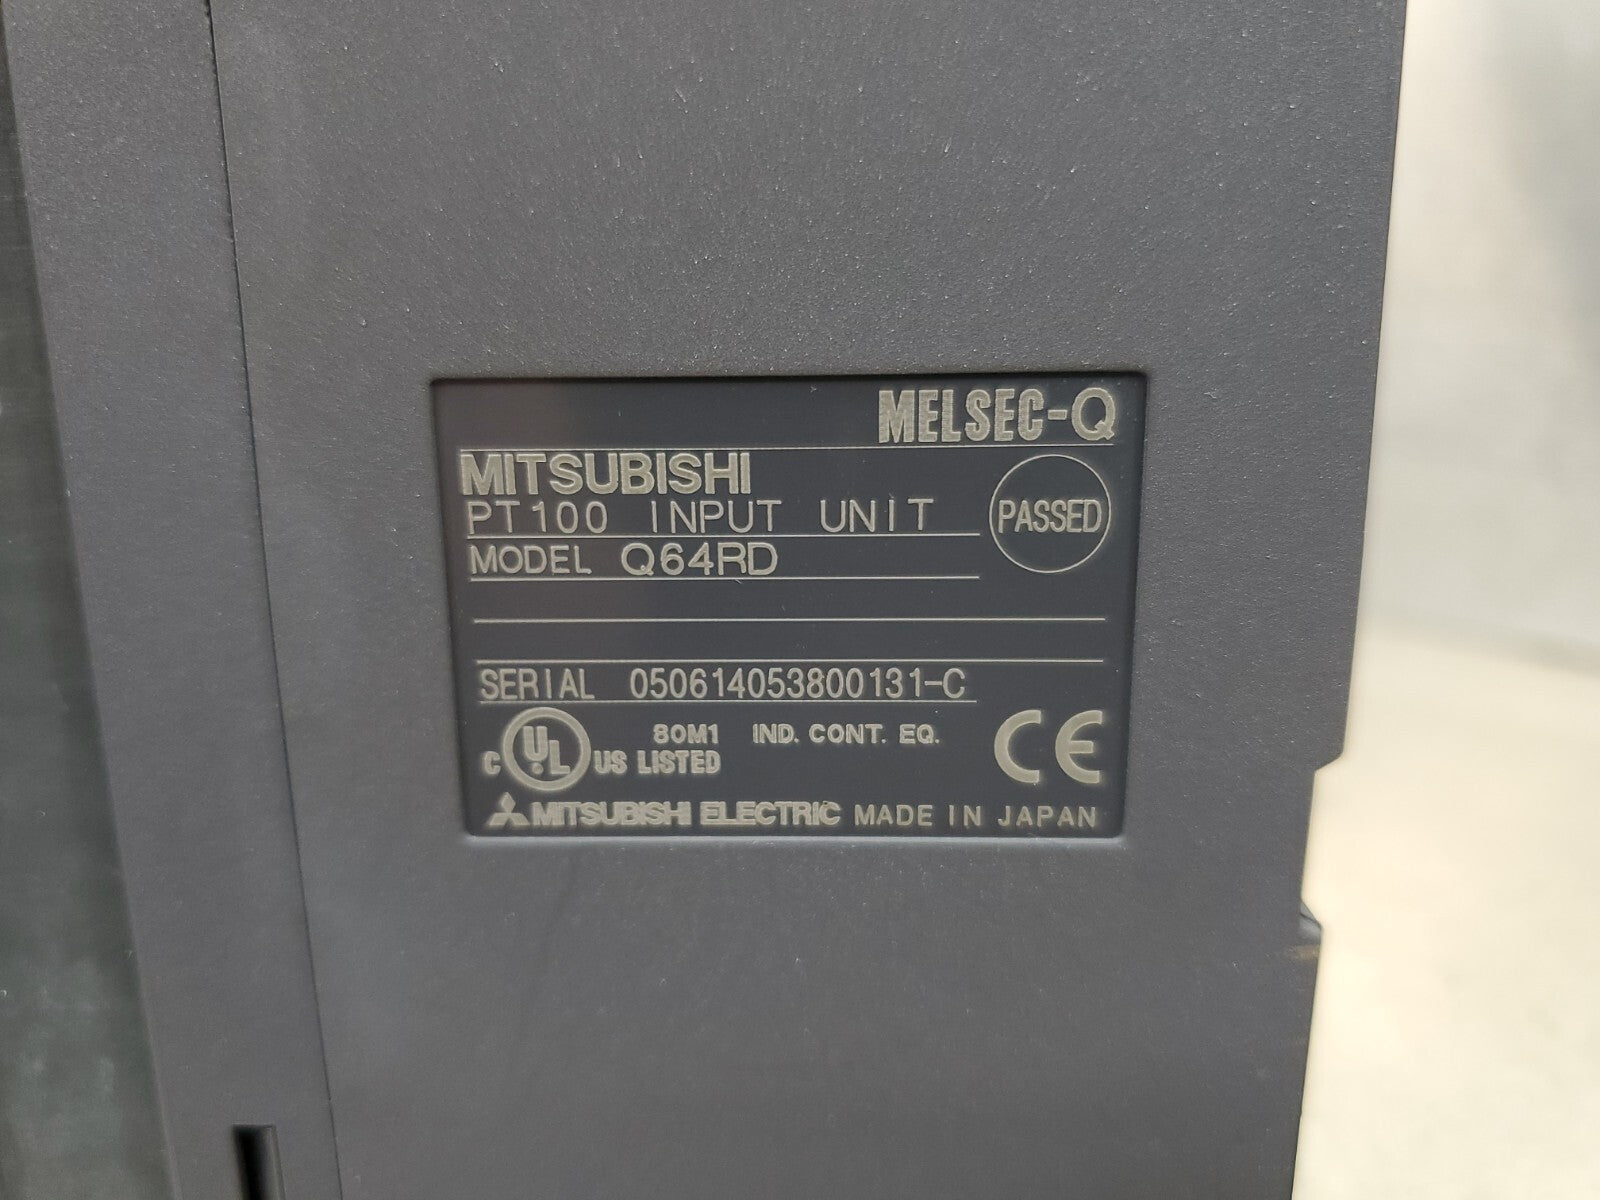 MELSEC-Q
MITSUBISHI
PT100 INPUT UNIT
PASSED
MODEL Q64RD
SERIAL 050614053800131-C
C UL US LISTED
80M1 IND. CONT. EQ.
CE
MITSUBISHI ELECTRIC MADE IN JAPAN